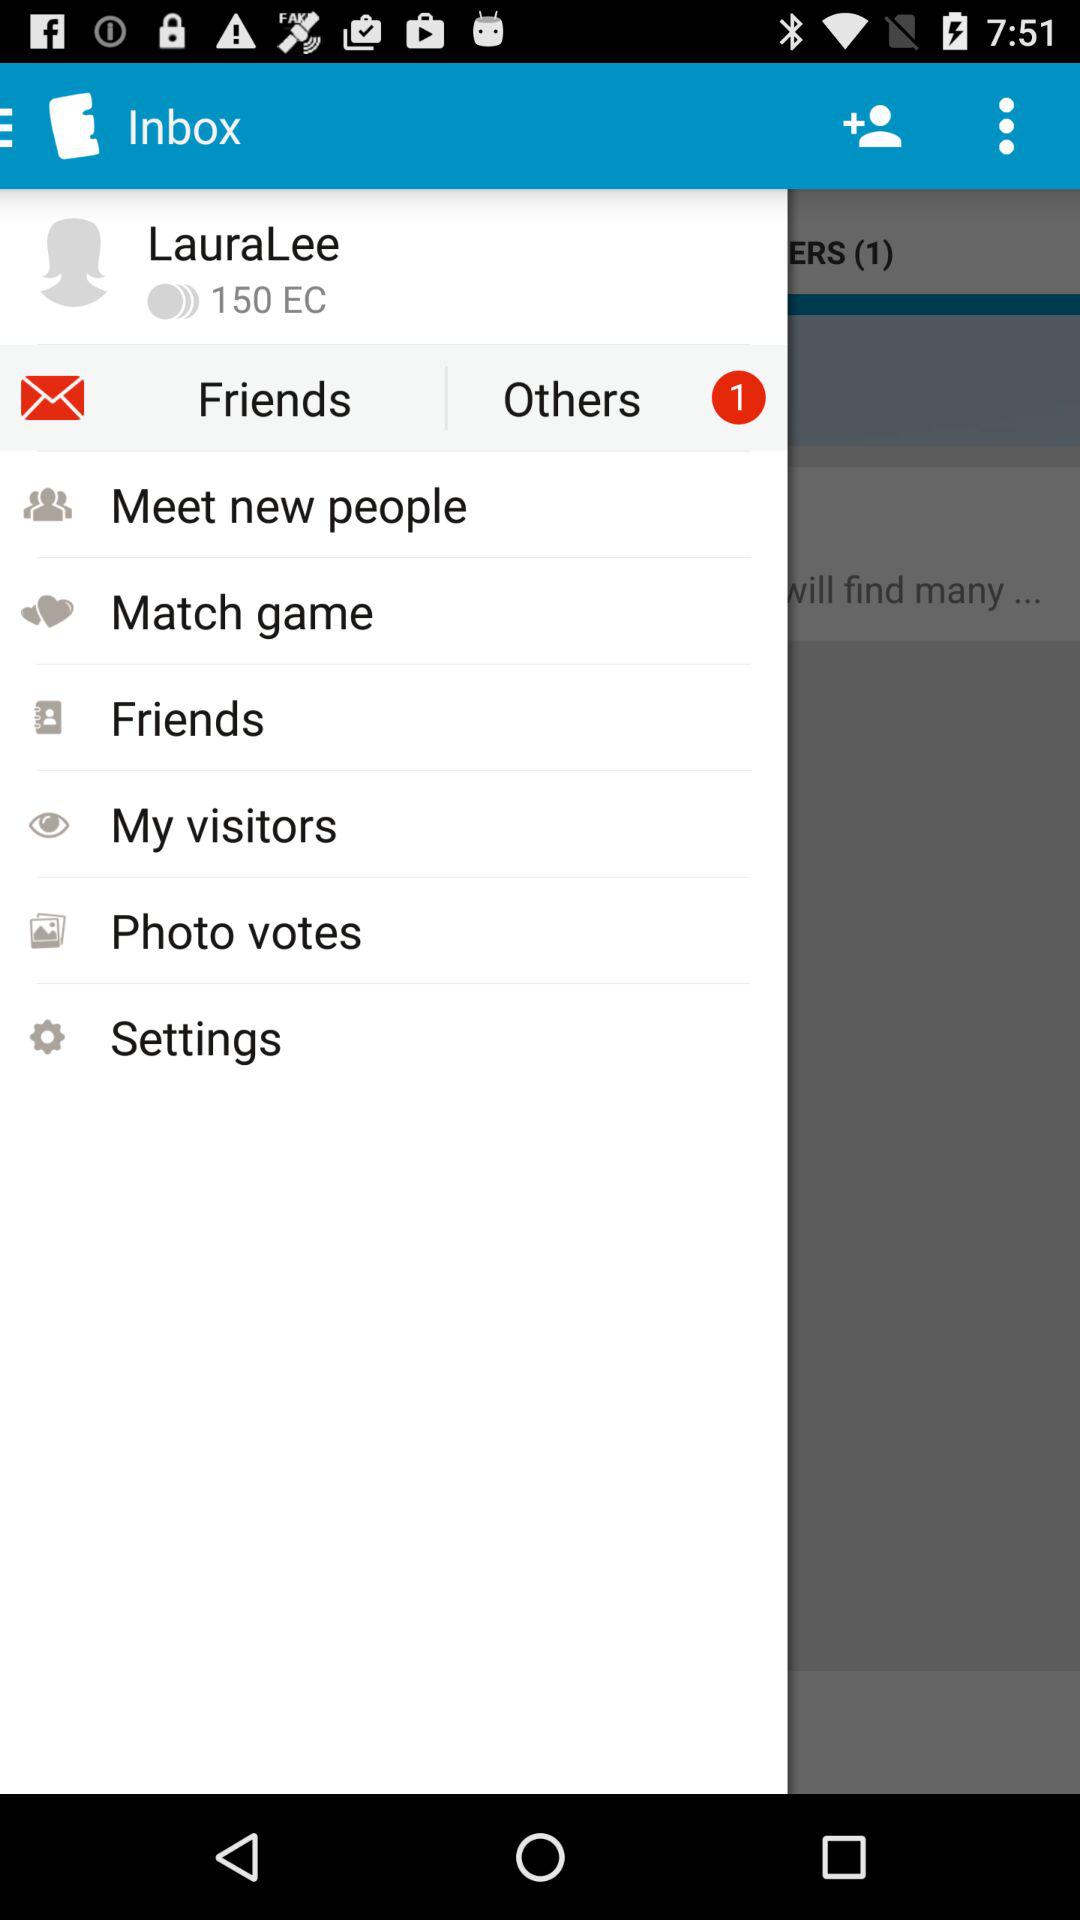 FAKE
7:51
Inbox
LauraLee
150 EC
ERS (1)
Friends
Others
1
Meet new people
will find many ...
Match game
Friends
My visitors
Photo votes
Settings